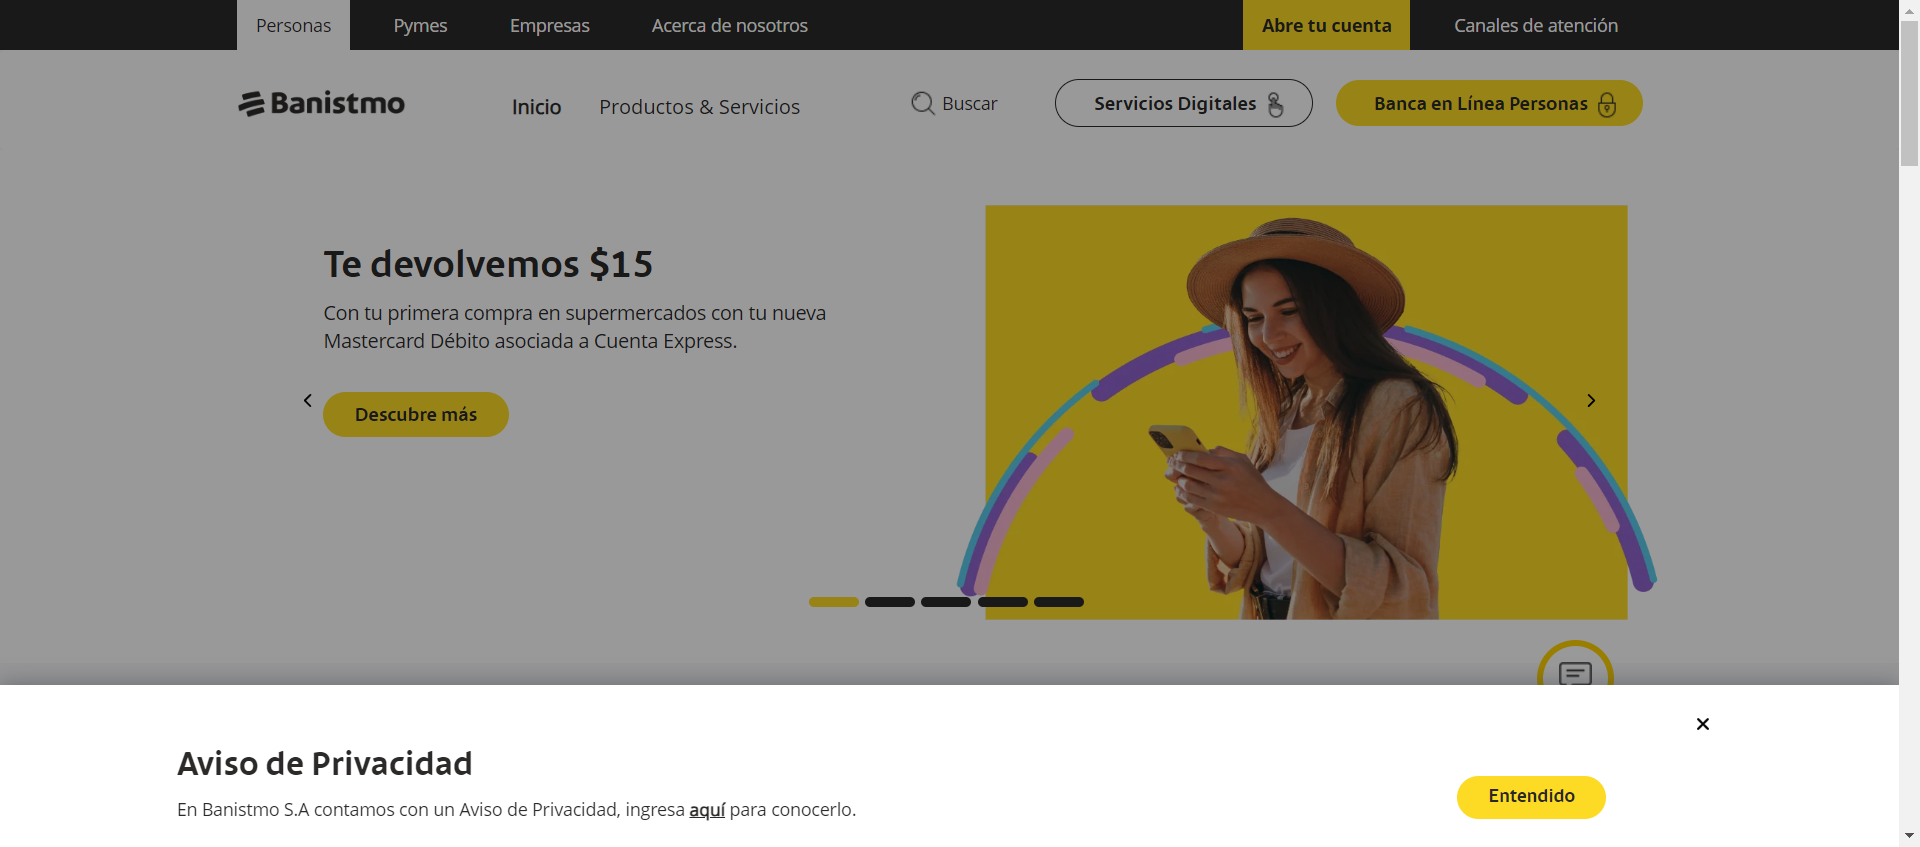 Personas Pymes Empresas Acerca de nosotros Abre tu cuenta Canales de atención
Banistmo Inicio Productos & Servicios Buscar Servicios Digitales Banca en Línea Personas
Te devolvemos $15
Con tu primera compra en supermercados con tu nueva
Mastercard Débito asociada a Cuenta Express.
Descubre más
Aviso de Privacidad
En Banistmo S.A contamos con un Aviso de Privacidad, ingresa aquí para conocerlo.
Entendido